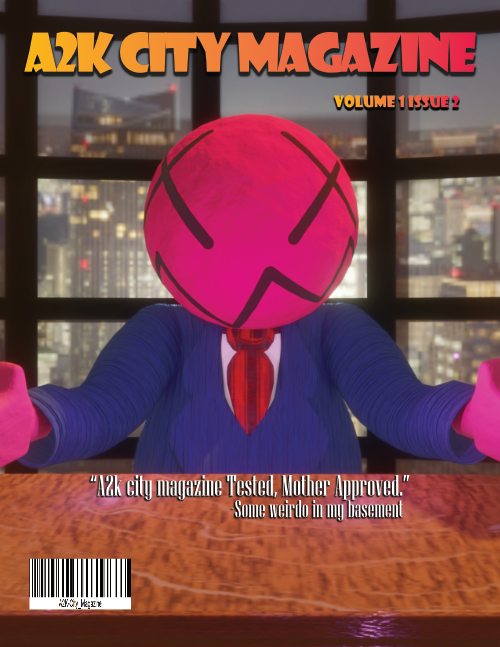 A2K CITY MAGAZINE
VOLUME 1 ISSUE 2
“A2k city magazine Tested, Mother Approved.”
-Some weirdo in my basement
A2K-City_Magazine